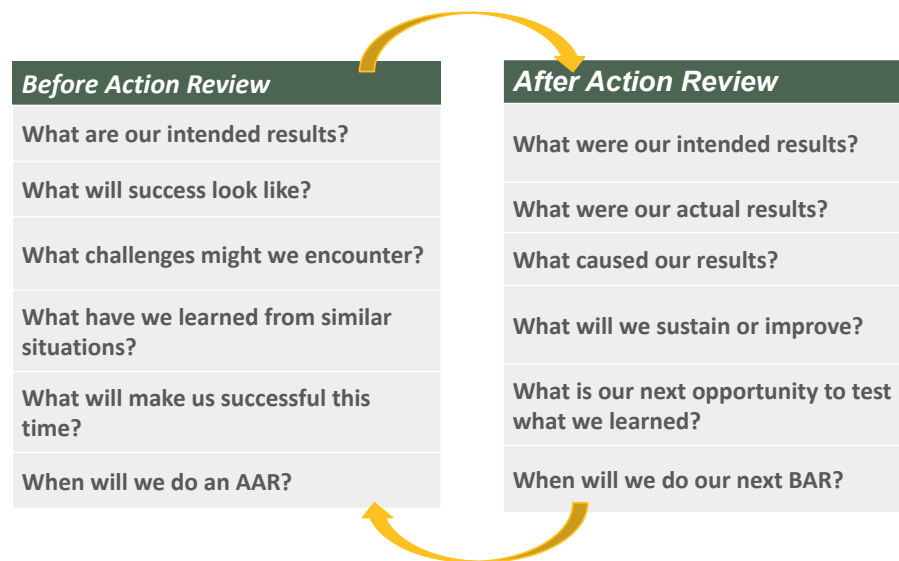 Before Action Review
What are our intended results?
What will success look like?
What challenges might we encounter?
What have we learned from similar
situations?
What will make us successful this
time?
When will we do an AAR?
After Action Review
What were our intended results?
What were our actual results?
What caused our results?
What will we sustain or improve?
What is our next opportunity to test
what we learned?
When will we do our next BAR?